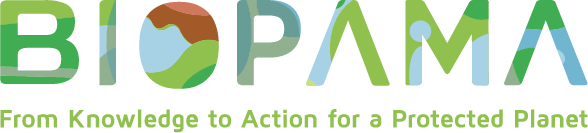 BIOPAMA
From Knowledge to Action for a Protected Planet